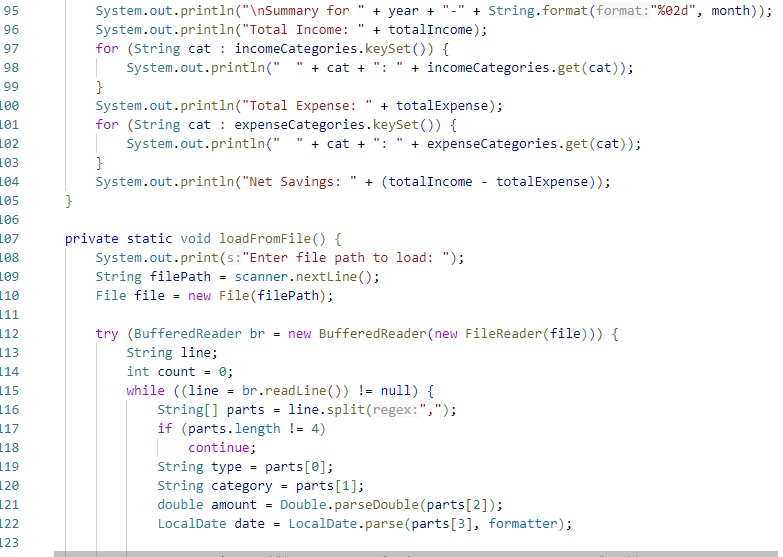 95 System.out.println("\nSummary for " + year + "-" + String.format(format:"%02d", month));
96 System.out.println("Total Income: " + totalIncome);
97 for (String cat : incomeCategories.keySet()) {
98 System.out.println("  " + cat + ": " + incomeCategories.get(cat));
99 }
100 System.out.println("Total Expense: " + totalExpense);
101 for (String cat : expenseCategories.keySet()) {
102 System.out.println("  " + cat + ": " + expenseCategories.get(cat));
103 }
104 System.out.println("Net Savings: " + (totalIncome - totalExpense));
105 }
106
107 private static void loadFromFile() {
108 System.out.print(s:"Enter file path to load: ");
109 String filePath = scanner.nextLine();
110 File file = new File(filePath);
111
112 try (BufferedReader br = new BufferedReader(new FileReader(file))) {
113 String line;
114 int count = 0;
115 while ((line = br.readLine()) != null) {
116 String[] parts = line.split(regex:",");
117 if (parts.length != 4)
118 continue;
119 String type = parts[0];
120 String category = parts[1];
121 double amount = Double.parseDouble(parts[2]);
122 LocalDate date = LocalDate.parse(parts[3], formatter);
123